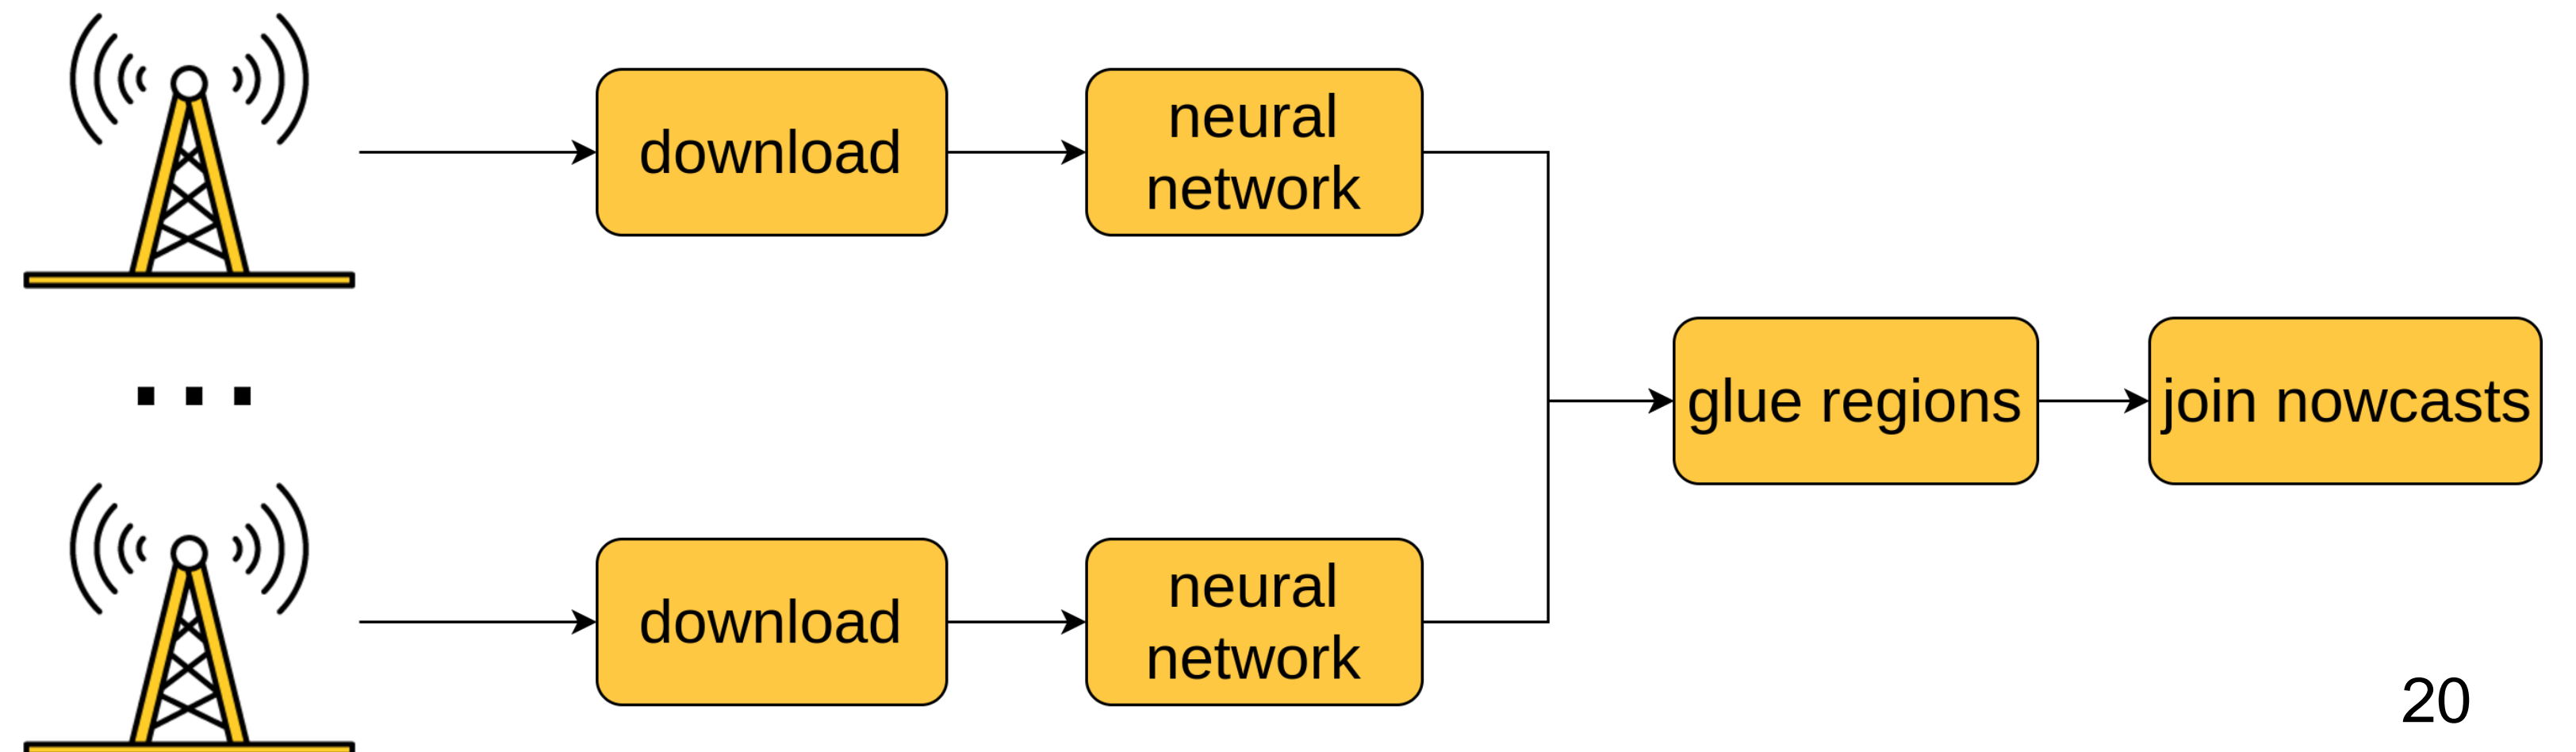 download
neural
network
...
glue regions
join nowcasts
download
neural
network
20